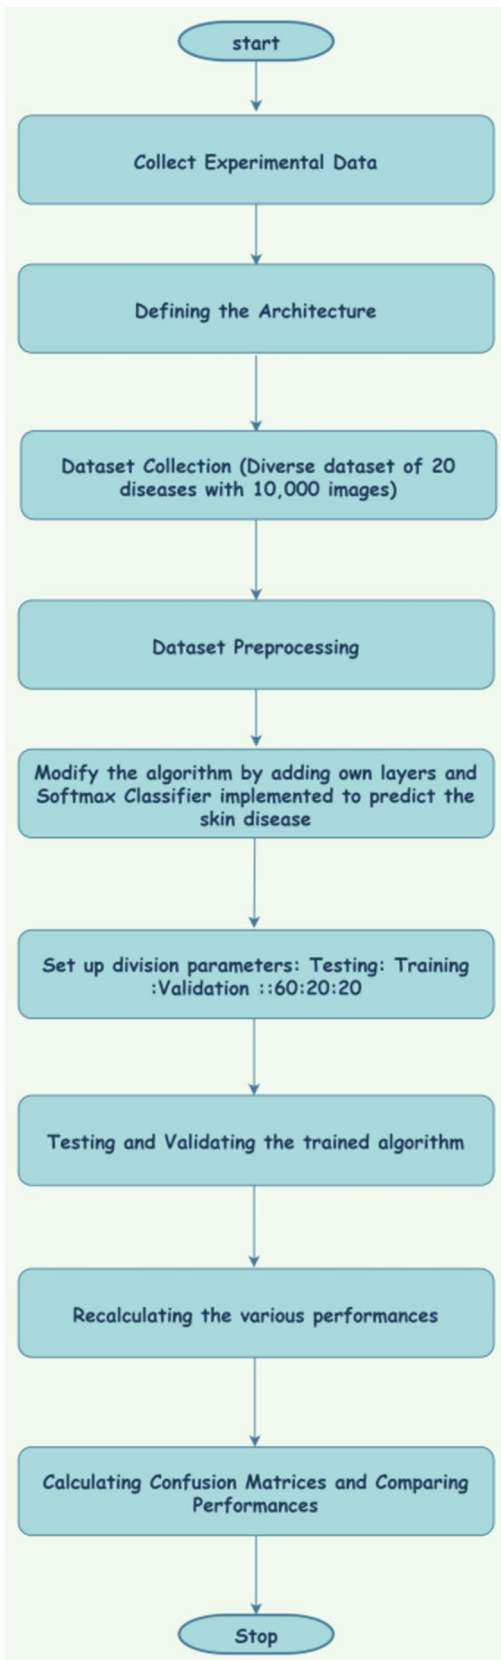 start
Collect Experimental Data
Defining the Architecture
Dataset Collection (Diverse dataset of 20
diseases with 10,000 images)
Dataset Preprocessing
Modify the algorithm by adding own layers and
Softmax Classifier implemented to predict the
skin disease
Set up division parameters: Testing: Training
:Validation ::60:20:20
Testing and Validating the trained algorithm
Recalculating the various performances
Calculating Confusion Matrices and Comparing
Performances
Stop